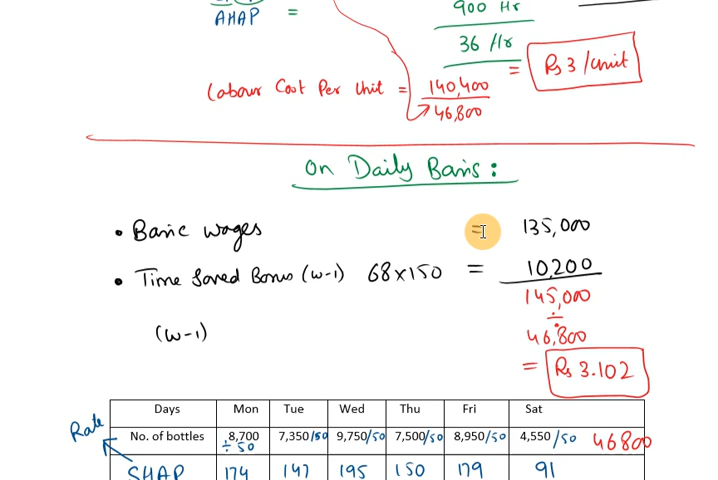 900 Hr
AHAP =
36 /Hr
Labour Cost Per Unit = 140,400 = Rs 3 /unit
46,800
On Daily Basis:
• Basic wages = 135,000
• Time Saved Bonus (w-1) 68x150 = 10,200
145,000
÷
(w-1) 46,800
= Rs 3.102
Days Mon Tue Wed Thu Fri Sat
Rate No. of bottles 8,700 7,350/50 9,750/50 7,500/50 8,950/50 4,550/50 46800
÷50
SHAP 174 147 195 150 179 91